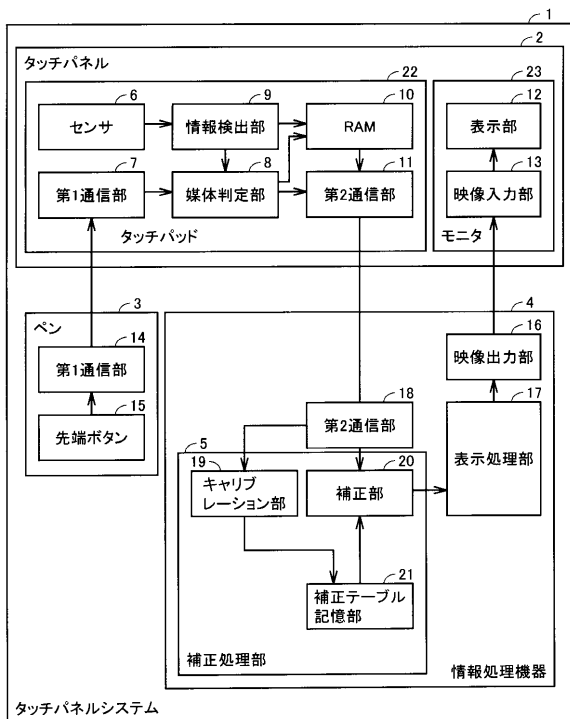 1
2
タッチパネル
22
23
6
9
10
12
センサ
情報検出部
RAM
表示部
7
8
11
13
第1通信部
媒体判定部
第2通信部
映像入力部
タッチパッド
モニタ
3
4
ペン
14
16
第1通信部
映像出力部
15
18
17
先端ボタン
第2通信部
5
19
20
表示処理部
キャリブ
レーション部
補正部
21
補正テーブル
記憶部
補正処理部
情報処理機器
タッチパネルシステム